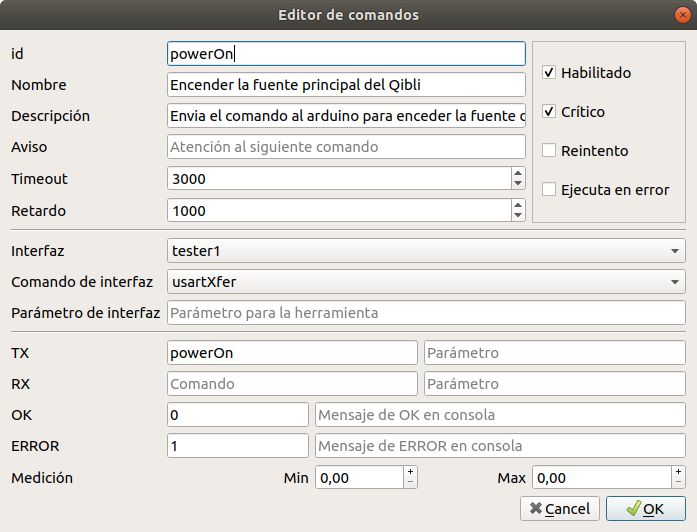 Editor de comandos
id powerOn
Habilitado
Nombre Encender la fuente principal del Qibli
Crítico
Descripción Envia el comando al arduino para enceder la fuente
Aviso Atención al siguiente comando
Reintento
Timeout 3000
Ejecuta en error
Retardo 1000
Interfaz tester1
Comando de interfaz usartXfer
Parámetro de interfaz Parámetro para la herramienta
TX powerOn Parámetro
RX Comando Parámetro
OK 0 Mensaje de OK en consola
ERROR 1 Mensaje de ERROR en consola
Medición Min 0,00 Max 0,00
Cancel OK